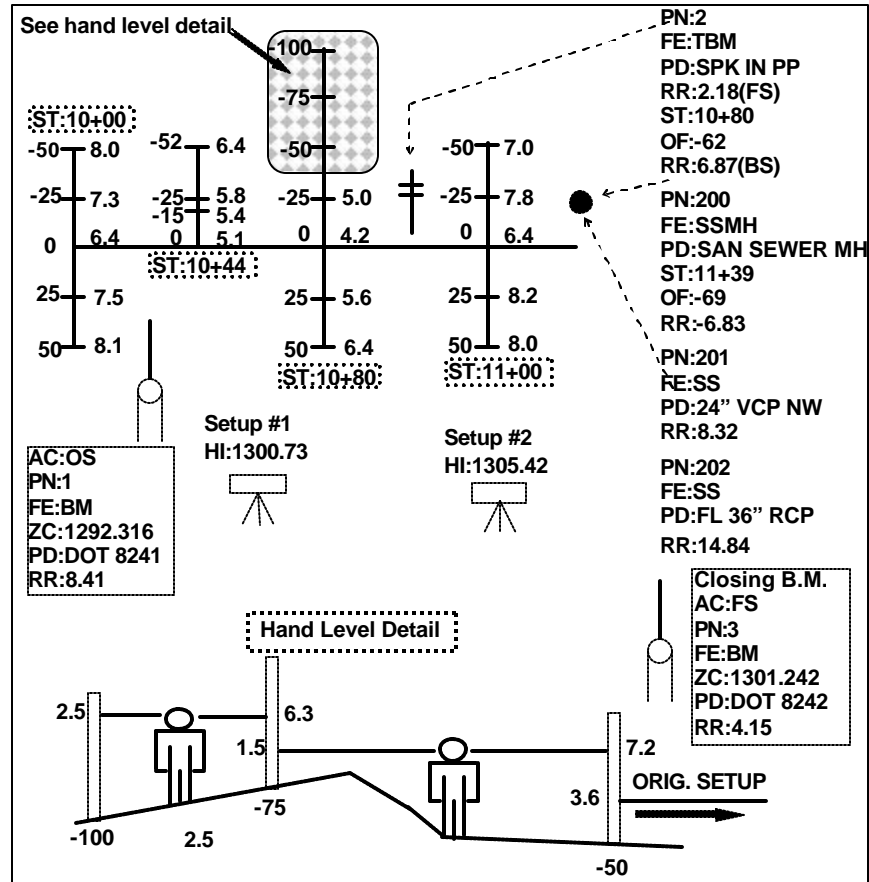 See hand level detail
ST:10+00
-50 8.0
-25 7.3
0 6.4
25 7.5
50 8.1
-52 6.4
-25 5.8
-15 5.4
0 5.1
ST:10+44
-100
-75
-50
-25 5.0
0 4.2
25 5.6
50 6.4
ST:10+80
-50 7.0
-25 7.8
0 6.4
25 8.2
50 8.0
ST:11+00
PN:2
FE:TBM
PD:SPK IN PP
RR:2.18(FS)
ST:10+80
OF:-62
RR:6.87(BS)
PN:200
FE:SSMH
PD:SAN SEWER MH
ST:11+39
OF:-69
RR:-6.83
PN:201
FE:SS
PD:24” VCP NW
RR:8.32
PN:202
FE:SS
PD:FL 36” RCP
RR:14.84
AC:OS
PN:1
FE:BM
ZC:1292.316
PD:DOT 8241
RR:8.41
Setup #1
HI:1300.73
Setup #2
HI:1305.42
Closing B.M.
AC:FS
PN:3
FE:BM
ZC:1301.242
PD:DOT 8242
RR:4.15
Hand Level Detail
2.5
6.3
1.5
7.2
3.6
ORIG. SETUP
-100
2.5
-75
-50